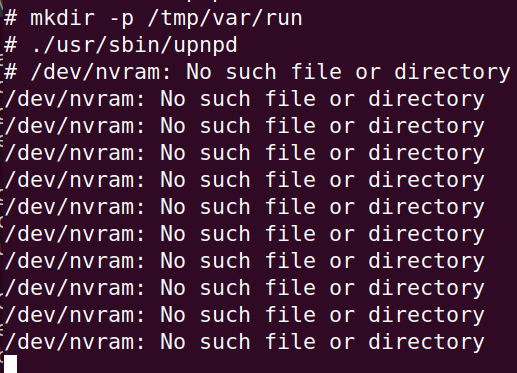 # mkdir -p /tmp/var/run
# ./usr/sbin/upnpd
# /dev/nvram: No such file or directory
/dev/nvram: No such file or directory
/dev/nvram: No such file or directory
/dev/nvram: No such file or directory
/dev/nvram: No such file or directory
/dev/nvram: No such file or directory
/dev/nvram: No such file or directory
/dev/nvram: No such file or directory
/dev/nvram: No such file or directory
/dev/nvram: No such file or directory
/dev/nvram: No such file or directory